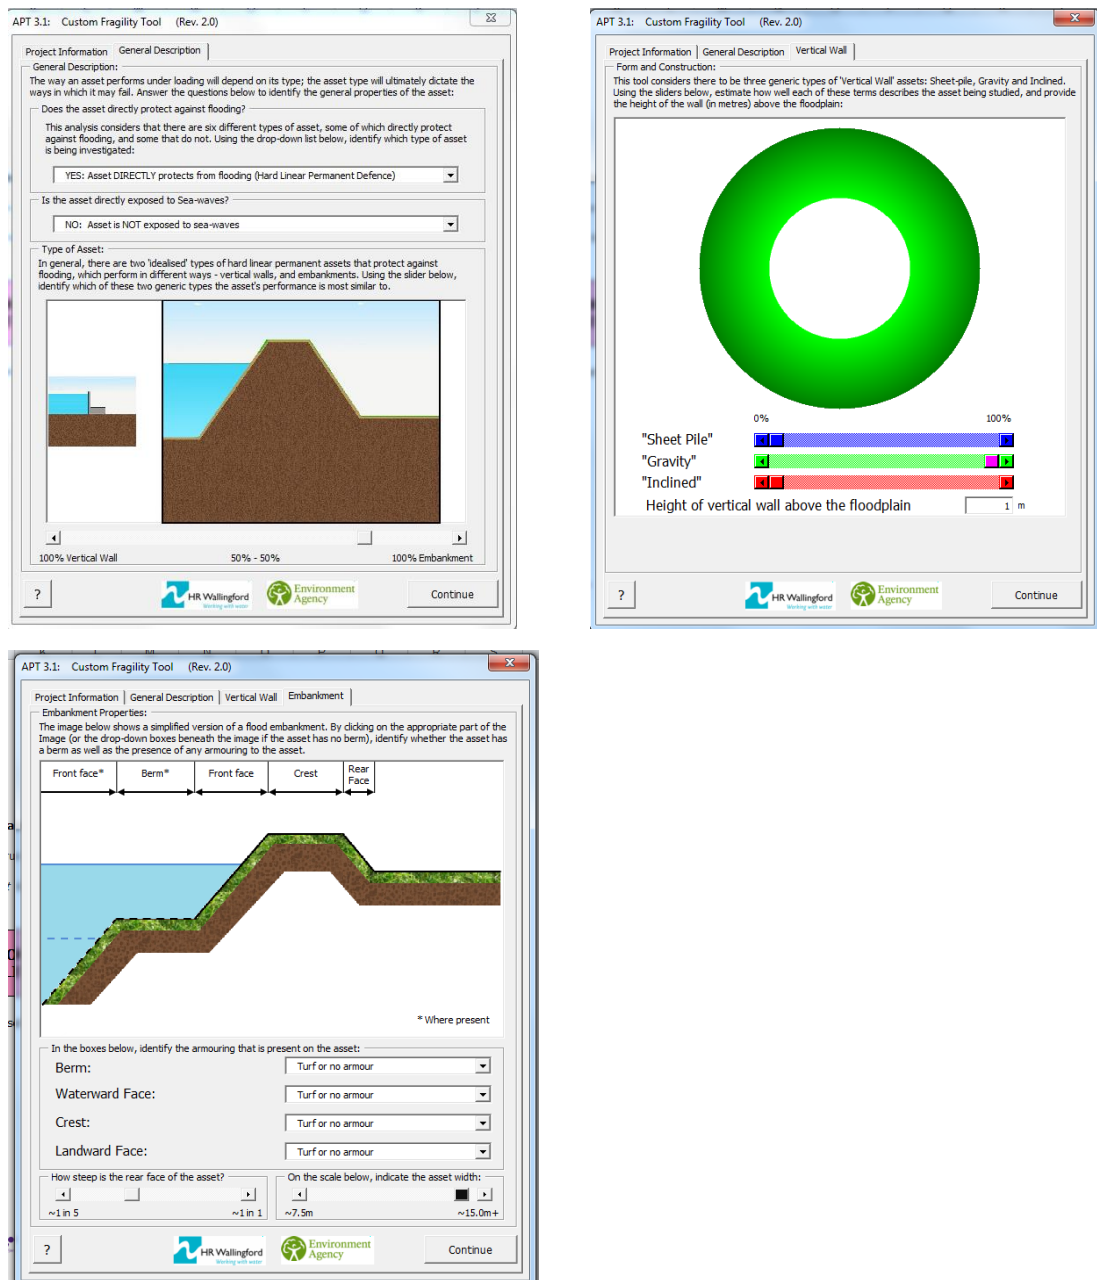 APT 3.1: Custom Fragility Tool (Rev. 2.0)
Project Information General Description
General Description:
The way an asset performs under loading will depend on its type; the asset type will ultimately dictate the
ways in which it may fail. Answer the questions below to identify the general properties of the asset:
Does the asset directly protect against flooding?
This analysis considers that there are six different types of asset, some of which directly protect
against flooding, and some that do not. Using the drop-down list below, identify which type of asset
is being investigated:
YES: Asset DIRECTLY protects from flooding (Hard Linear Permanent Defence)
Is the asset directly exposed to Sea-waves?
NO: Asset is NOT exposed to sea-waves
Type of Asset:
In general, there are two 'idealised' types of hard linear permanent assets that protect against
flooding, which perform in different ways - vertical walls, and embankments. Using the slider below,
identify which of these two generic types the asset's performance is most similar to.
100% Vertical Wall 50% - 50% 100% Embankment
? HR Wallingford Working with water Environment Agency Continue
APT 3.1: Custom Fragility Tool (Rev. 2.0)
Project Information General Description Vertical Wall
Form and Construction:
This tool considers there to be three generic types of 'Vertical Wall' assets: Sheet-pile, Gravity and Inclined.
Using the sliders below, estimate how well each of these terms describes the asset being studied, and provide
the height of the wall (in metres) above the floodplain:
0% 100%
"Sheet Pile"
"Gravity"
"Inclined"
Height of vertical wall above the floodplain 1 m
? HR Wallingford Working with water Environment Agency Continue
APT 3.1: Custom Fragility Tool (Rev. 2.0)
Project Information General Description Vertical Wall Embankment
Embankment Properties:
The image below shows a simplified version of a flood embankment. By clicking on the appropriate part of the
Image (or the drop-down boxes beneath the image if the asset has no berm), identify whether the asset has
a berm as well as the presence of any armouring to the asset.
Front face* Berm* Front face Crest Rear Face
* Where present
In the boxes below, identify the armouring that is present on the asset:
Berm: Turf or no armour
Waterward Face: Turf or no armour
Crest: Turf or no armour
Landward Face: Turf or no armour
How steep is the rear face of the asset? On the scale below, indicate the asset width:
~1 in 5 ~1 in 1 ~7.5m ~15.0m+
? HR Wallingford Working with water Environment Agency Continue